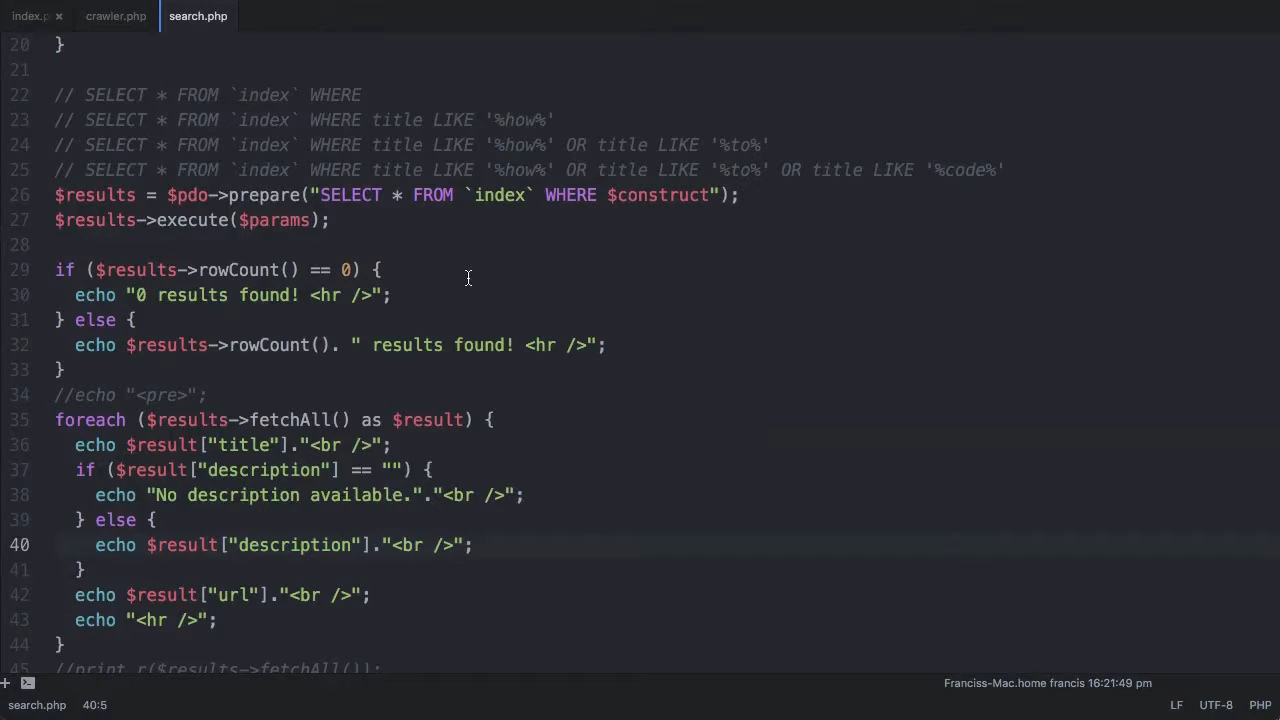 index.p × crawler.php search.php
20 }
21
22 // SELECT * FROM `index` WHERE
23 // SELECT * FROM `index` WHERE title LIKE '%how%'
24 // SELECT * FROM `index` WHERE title LIKE '%how%' OR title LIKE '%to%'
25 // SELECT * FROM `index` WHERE title LIKE '%how%' OR title LIKE '%to%' OR title LIKE '%code%'
26 $results = $pdo->prepare("SELECT * FROM `index` WHERE $construct");
27 $results->execute($params);
28
29 if ($results->rowCount() == 0) {
30 echo "0 results found! <hr />";
31 } else {
32 echo $results->rowCount(). " results found! <hr />";
33 }
34 //echo "<pre>";
35 foreach ($results->fetchAll() as $result) {
36 echo $result["title"]."<br />";
37 if ($result["description"] == "") {
38 echo "No description available."."<br />";
39 } else {
40 echo $result["description"]."<br />";
41 }
42 echo $result["url"]."<br />";
43 echo "<hr />";
44 }
45 //print_r($results->fetchAll());
Franciss-Mac.home francis 16:21:49 pm
search.php 40:5 LF UTF-8 PHP